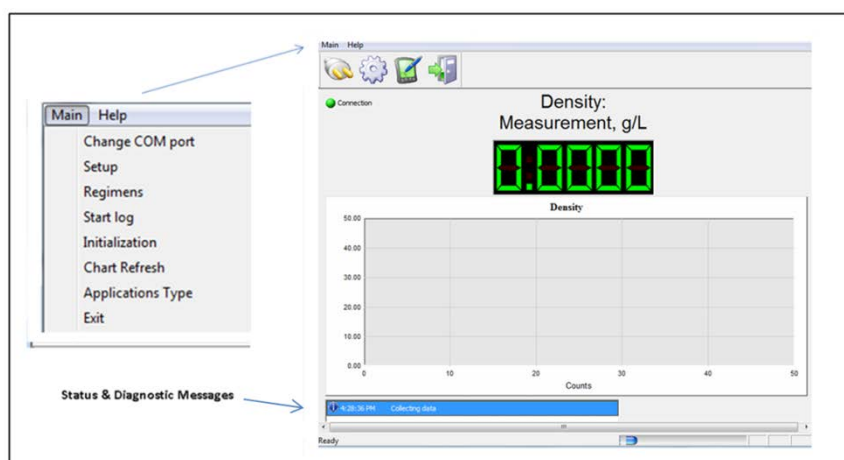 Main Help
Change COM port
Setup
Regimens
Start log
Initialization
Chart Refresh
Applications Type
Exit
Status & Diagnostic Messages
Main Help
Connection
Density:
Measurement, g/L
0.0000
Density
50.00
40.00
30.00
20.00
10.00
0.00
0 10 20 30 40 50
Counts
4:28:36 PM Collecting data
Ready